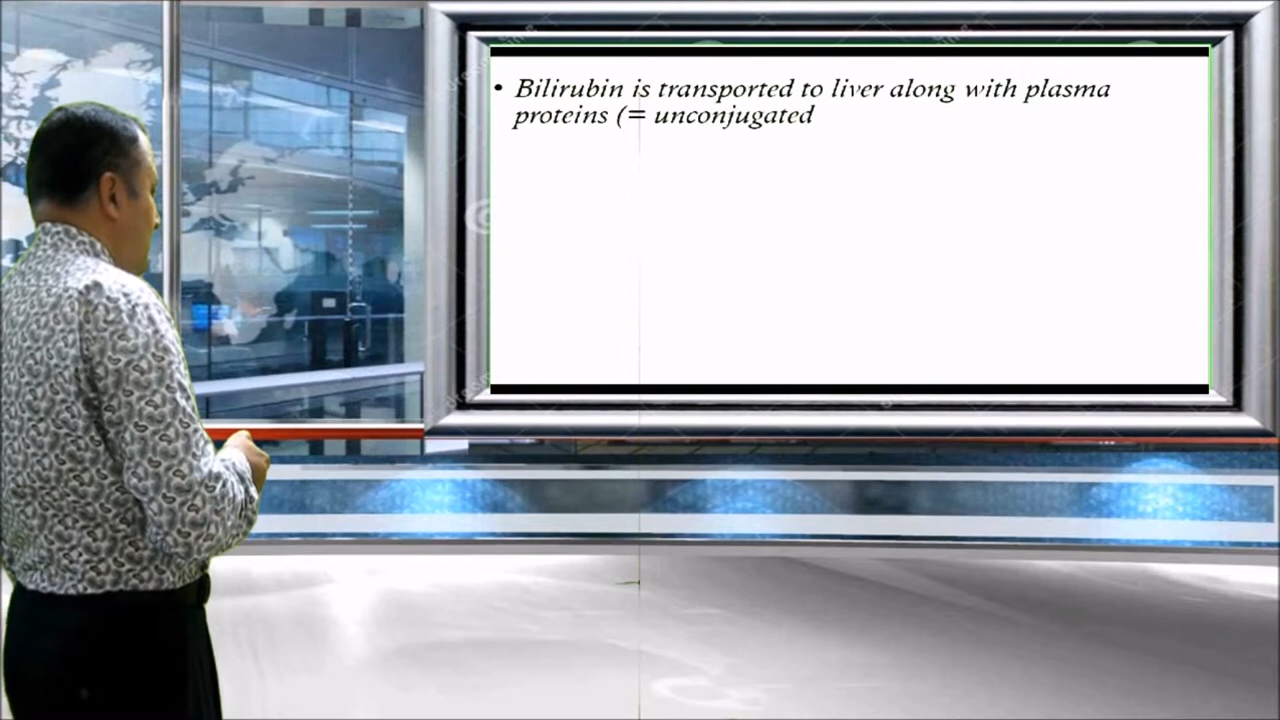 • Bilirubin is transported to liver along with plasma
proteins (= unconjugated